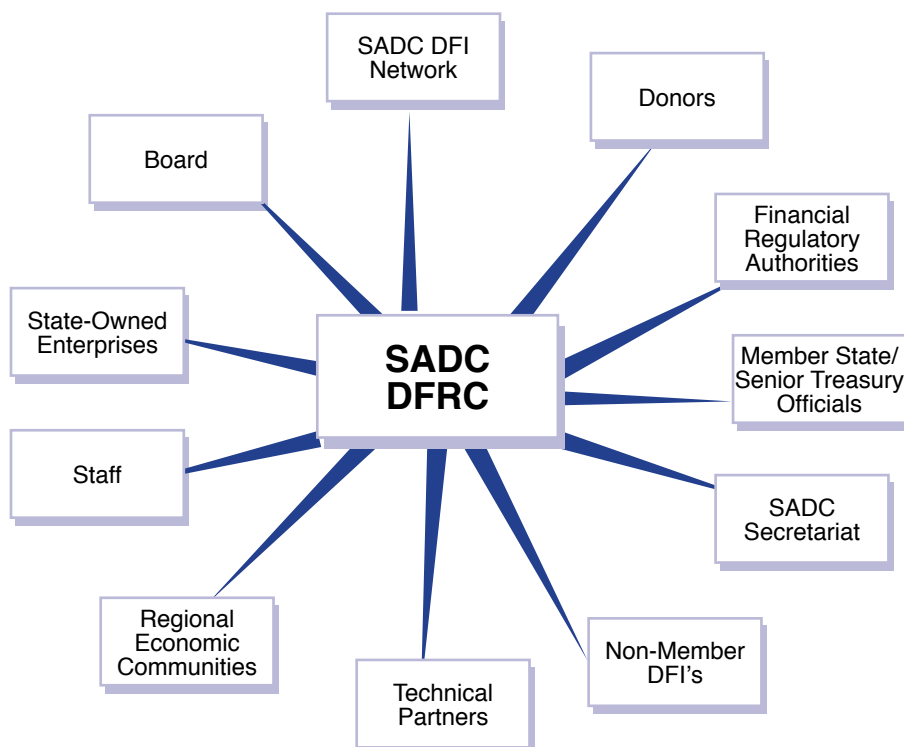 SADC DFI
Network
Donors
Board
Financial
Regulatory
Authorities
State-Owned
Enterprises
SADC
DFRC
Member State/
Senior Treasury
Officials
Staff
SADC
Secretariat
Regional
Economic
Communities
Non-Member
DFI's
Technical
Partners